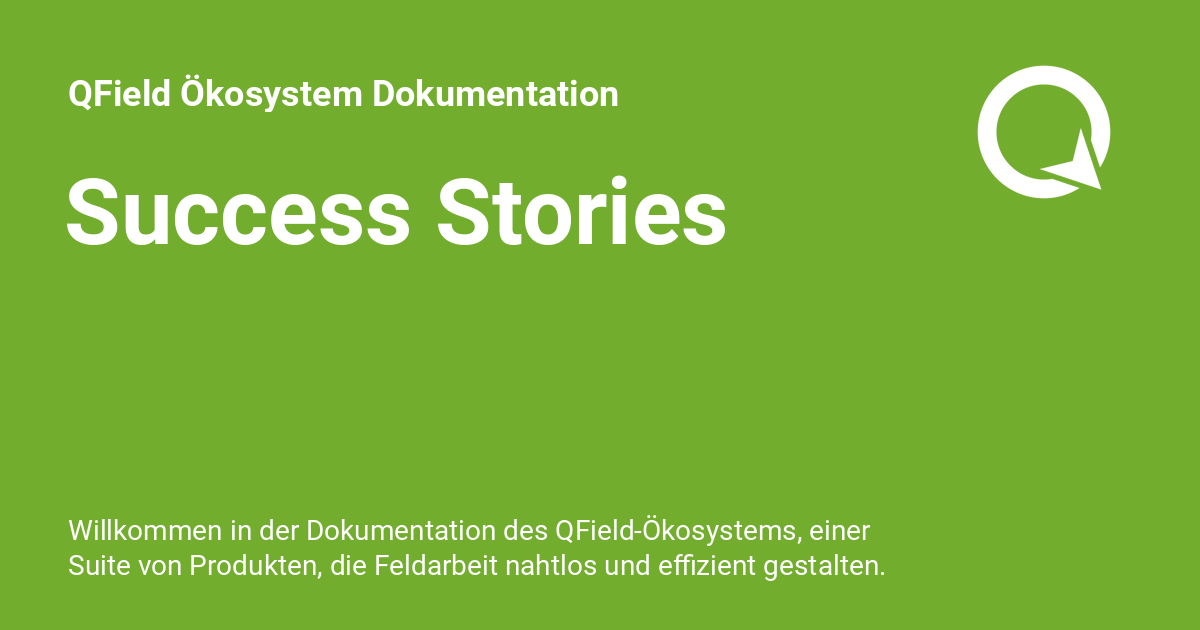 QField Ökosystem Dokumentation
Success Stories
Willkommen in der Dokumentation des QField-Ökosystems, einer
Suite von Produkten, die Feldarbeit nahtlos und effizient gestalten.